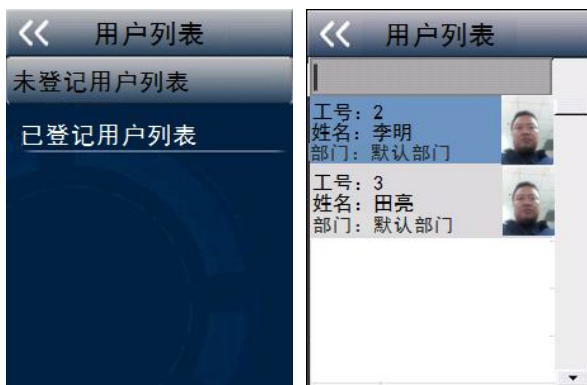 用户列表
未登记用户列表
已登记用户列表
用户列表
工号：2
姓名：李明
部门：默认部门
工号：3
姓名：田亮
部门：默认部门